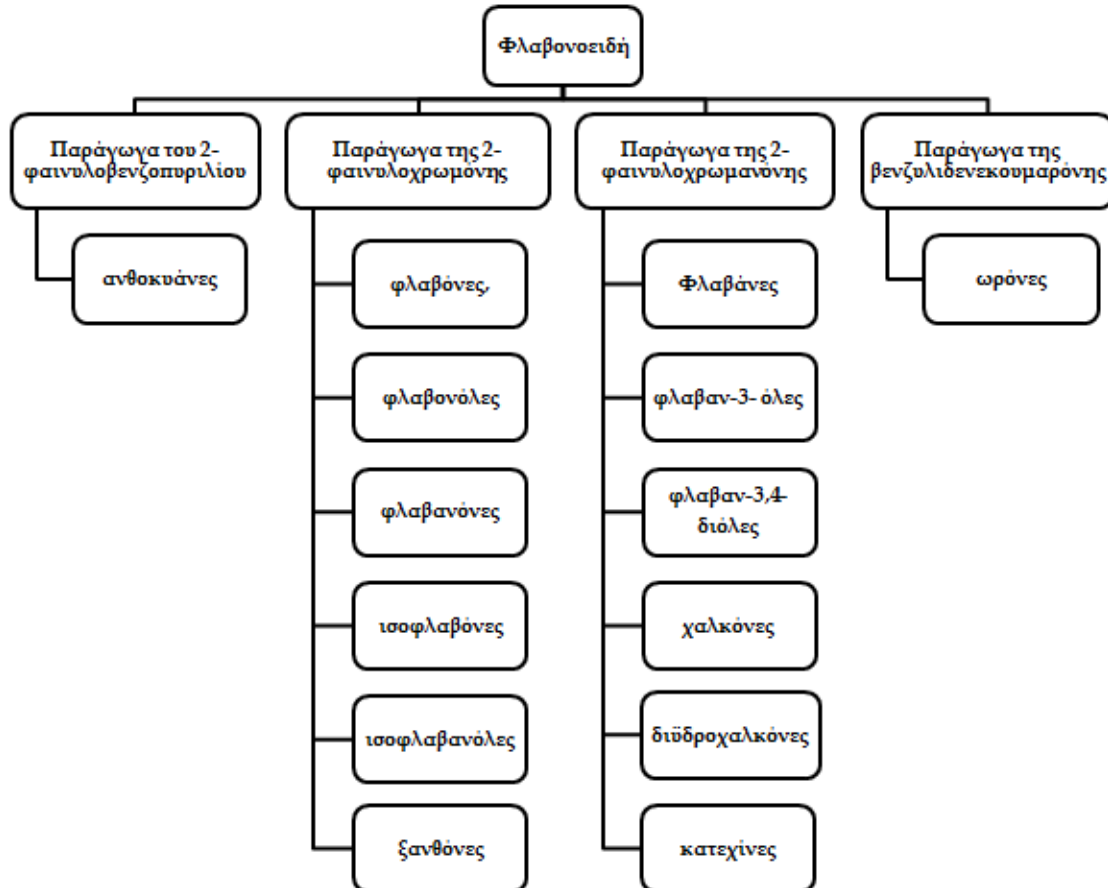 Φλαβονοειδή
Παράγωγα του 2-
φαινυλοβενζοπυριλίου
ανθοκυάνες
Παράγωγα της 2-
φαινυλοχρωμόνης
φλαβόνες,
φλαβονόλες
φλαβανόνες
ισοφλαβόνες
ισοφλαβανόλες
ξανθόνες
Παράγωγα της 2-
φαινυλοχρωμανόνης
Φλαβάνες
φλαβαν-3- όλες
φλαβαν-3,4-
διόλες
χαλκόνες
διϋδροχαλκόνες
κατεχίνες
Παράγωγα της
βενζυλιδενεκουμαρόνης
ωρόνες